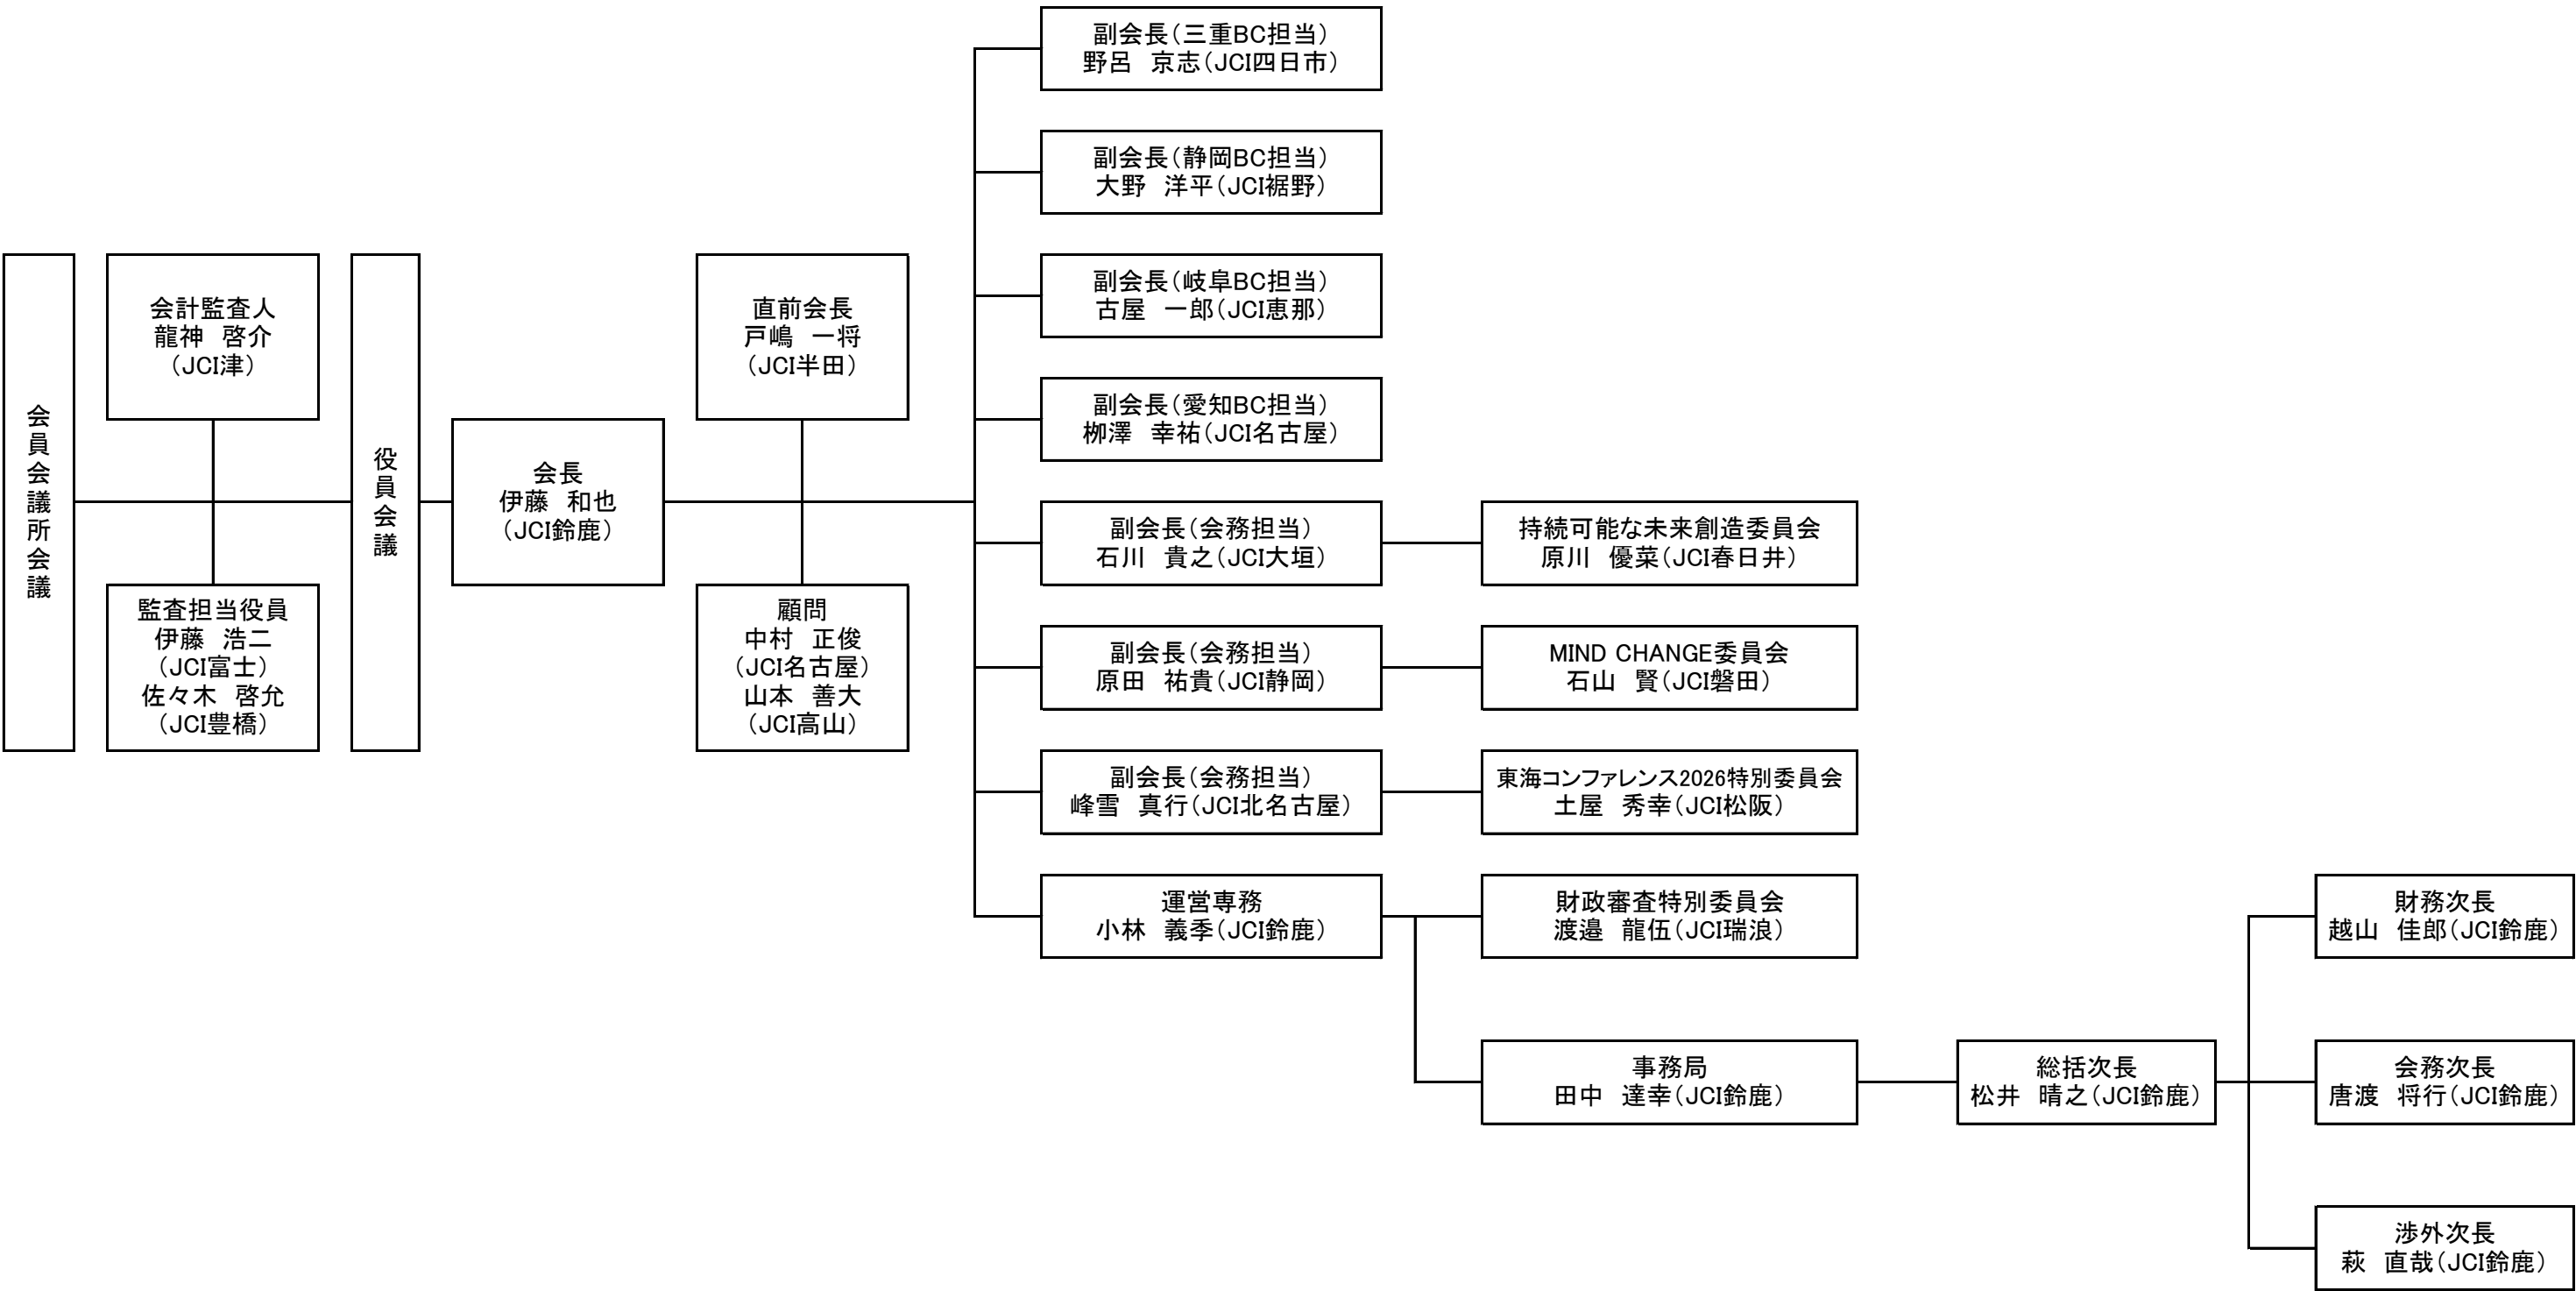 会員会議所会議
会計監査人
龍神　啓介
（JCI津）
監査担当役員
伊藤　浩二
（JCI富士）
佐々木　啓允
（JCI豊橋）
役員会議
会長
伊藤　和也
（JCI鈴鹿）
直前会長
戸嶋　一将
（JCI半田）
顧問
中村　正俊
（JCI名古屋）
山本　善大
（JCI高山）
副会長（三重BC担当）
野呂　京志（JCI四日市）
副会長（静岡BC担当）
大野　洋平（JCI裾野）
副会長（岐阜BC担当）
古屋　一郎（JCI恵那）
副会長（愛知BC担当）
栁澤　幸祐（JCI名古屋）
副会長（会務担当）
石川　貴之（JCI大垣）
持続可能な未来創造委員会
原川　優菜（JCI春日井）
副会長（会務担当）
原田　祐貴（JCI静岡）
MIND CHANGE委員会
石山　賢（JCI磐田）
副会長（会務担当）
峰雪　真行（JCI北名古屋）
東海コンファレンス2026特別委員会
土屋　秀幸（JCI松阪）
運営専務
小林　義季（JCI鈴鹿）
財政審査特別委員会
渡邉　龍伍（JCI瑞浪）
事務局
田中　達幸（JCI鈴鹿）
総括次長
松井　晴之（JCI鈴鹿）
財務次長
越山　佳郎（JCI鈴鹿）
会務次長
唐渡　将行（JCI鈴鹿）
渉外次長
萩　直哉（JCI鈴鹿）